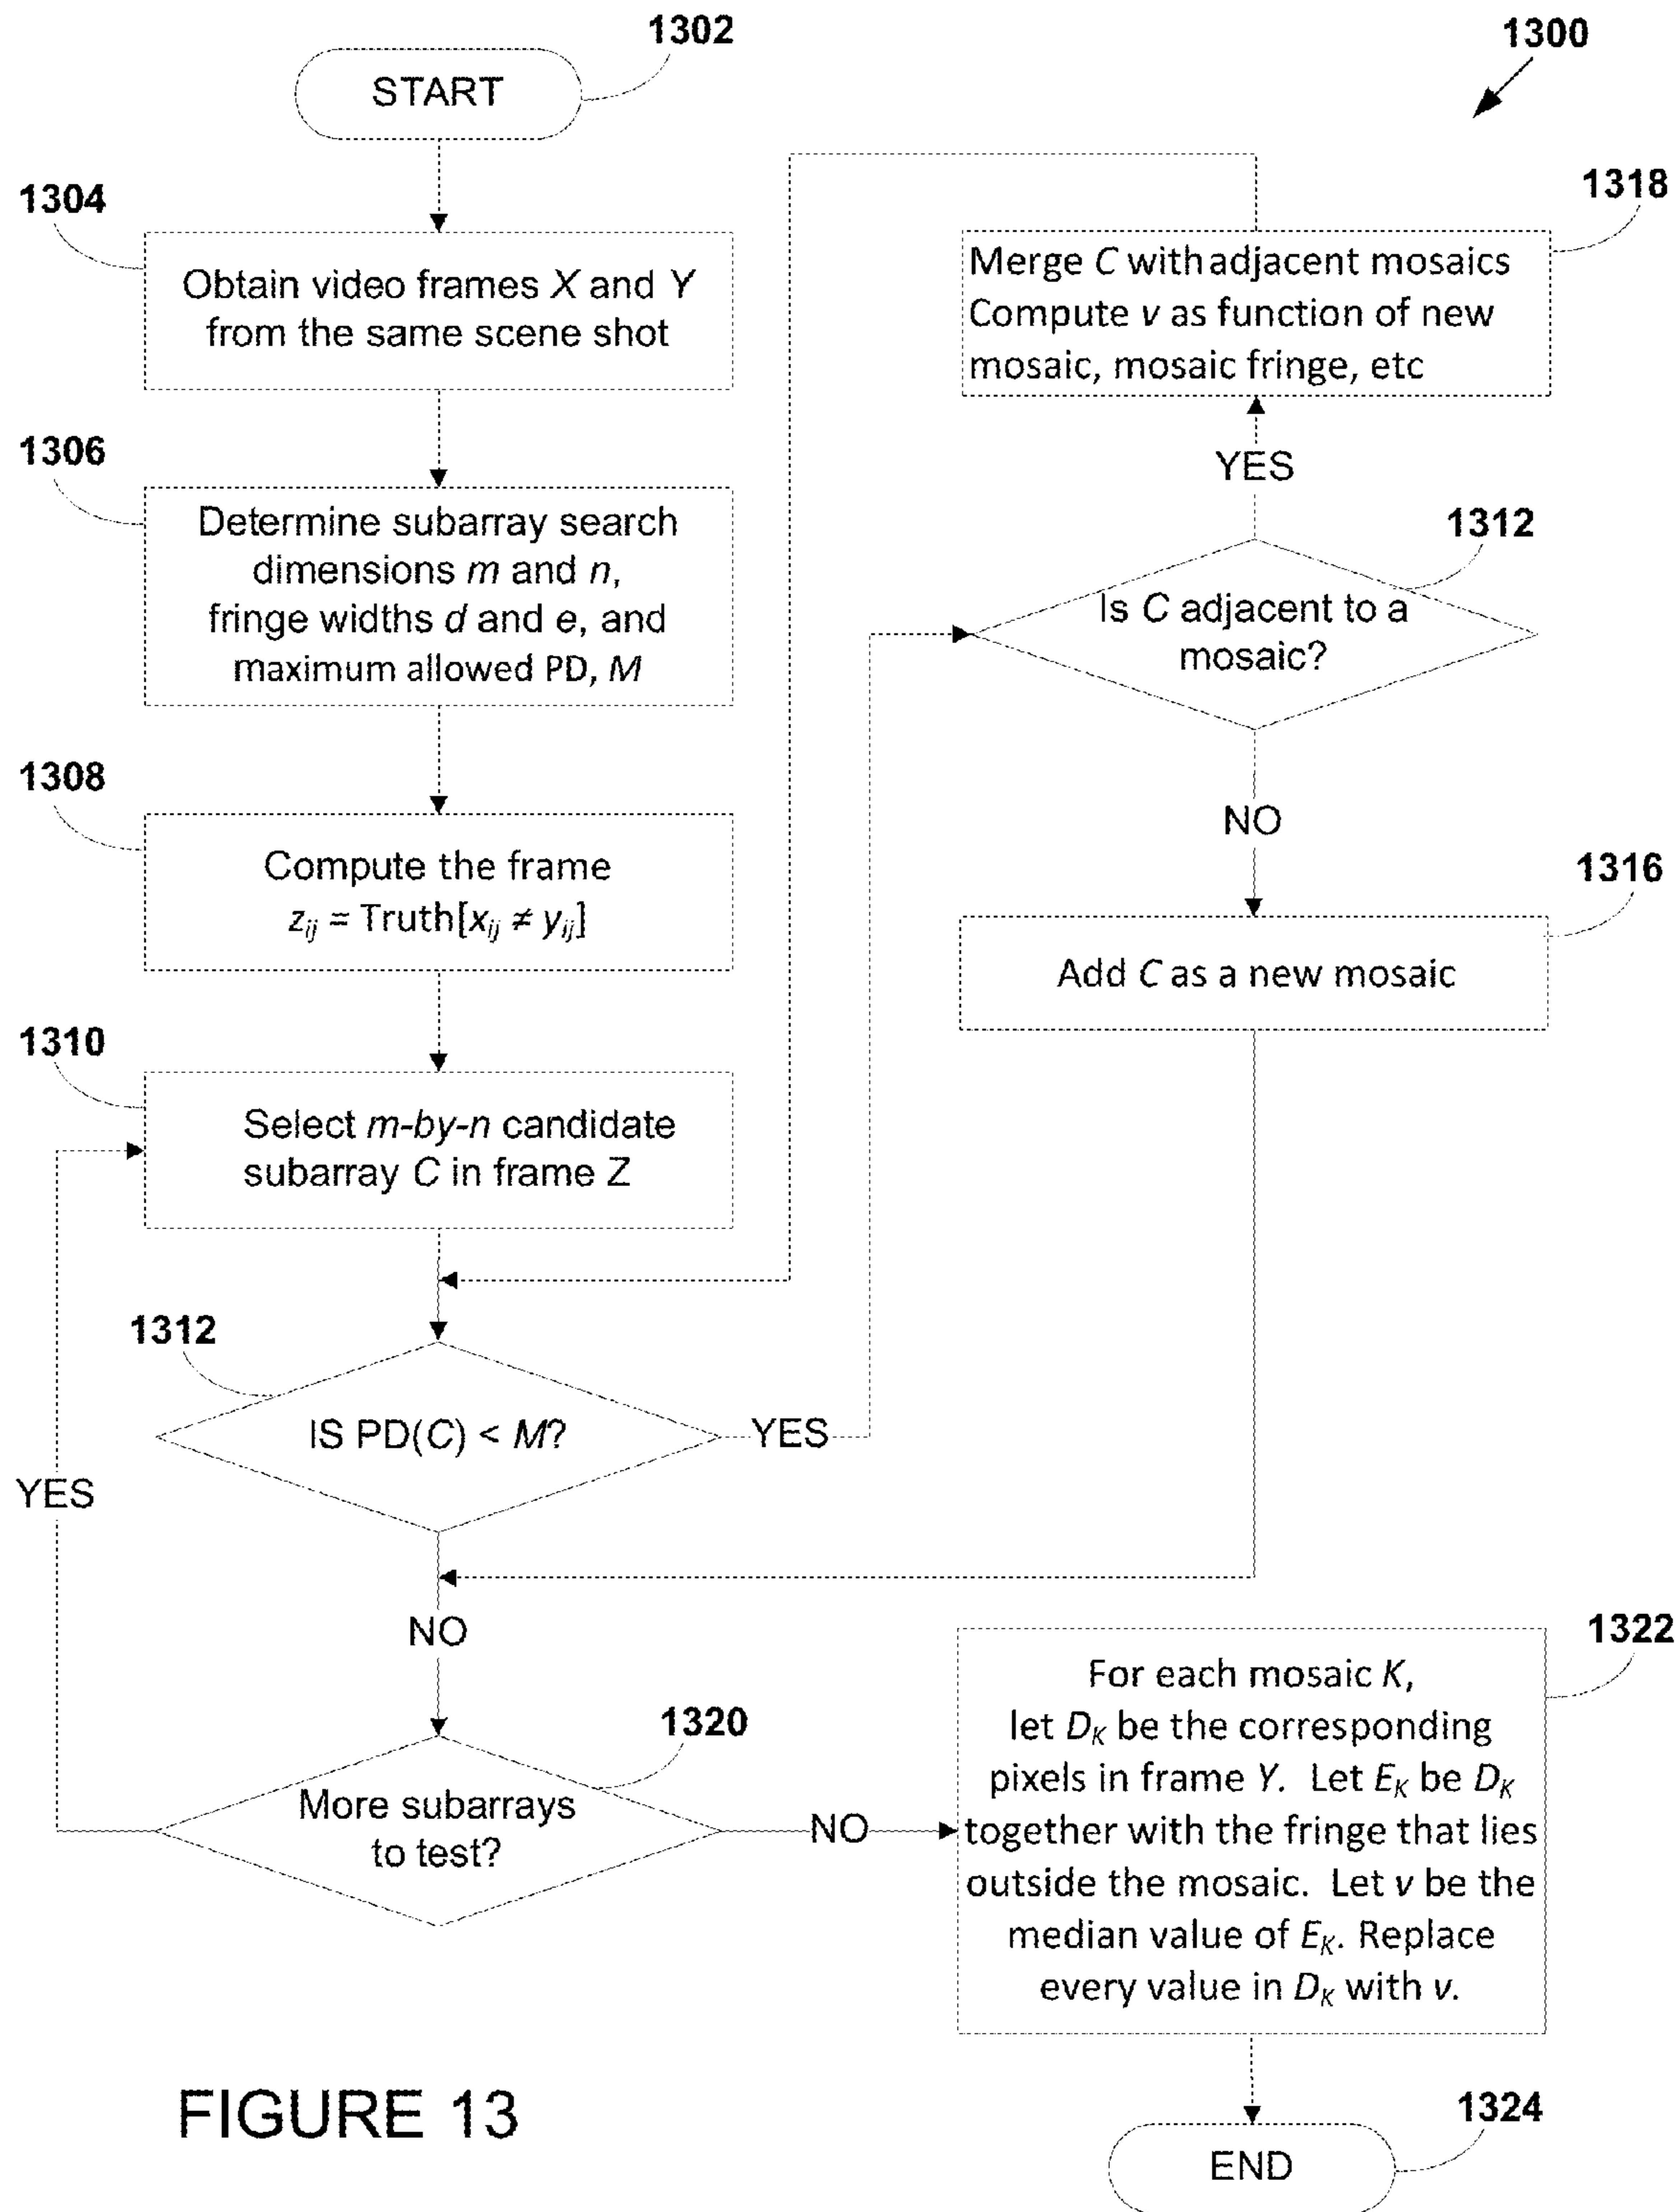 1302
START
1300
1304
Obtain video frames X and Y
from the same scene shot
1318
Merge C with adjacent mosaics
Compute v as function of new
mosaic, mosaic fringe, etc
1306
Determine subarray search
dimensions m and n,
fringe widths d and e, and
maximum allowed PD, M
YES
1312
Is C adjacent to a
mosaic?
1308
Compute the frame
zij = Truth[xij ≠ yij]
NO
1316
Add C as a new mosaic
1310
Select m-by-n candidate
subarray C in frame Z
1312
IS PD(C) < M?
YES
YES
NO
1320
More subarrays
to test?
NO
1322
For each mosaic K,
let DK be the corresponding
pixels in frame Y. Let EK be DK
together with the fringe that lies
outside the mosaic. Let v be the
median value of EK. Replace
every value in DK with v.
FIGURE 13
1324
END